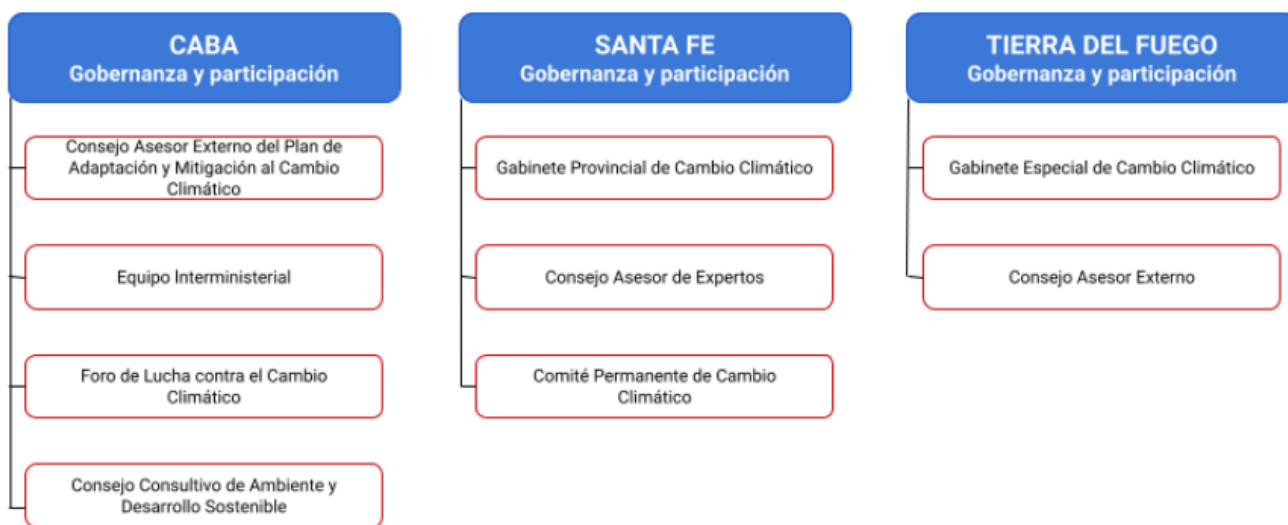 CABA
Gobernanza y participación
Consejo Asesor Externo del Plan de
Adaptación y Mitigación al Cambio
Climático
Equipo Interministerial
Foro de Lucha contra el Cambio
Climático
Consejo Consultivo de Ambiente y
Desarrollo Sostenible
SANTA FE
Gobernanza y participación
Gabinete Provincial de Cambio Climático
Consejo Asesor de Expertos
Comité Permanente de Cambio
Climático
TIERRA DEL FUEGO
Gobernanza y participación
Gabinete Especial de Cambio Climático
Consejo Asesor Externo